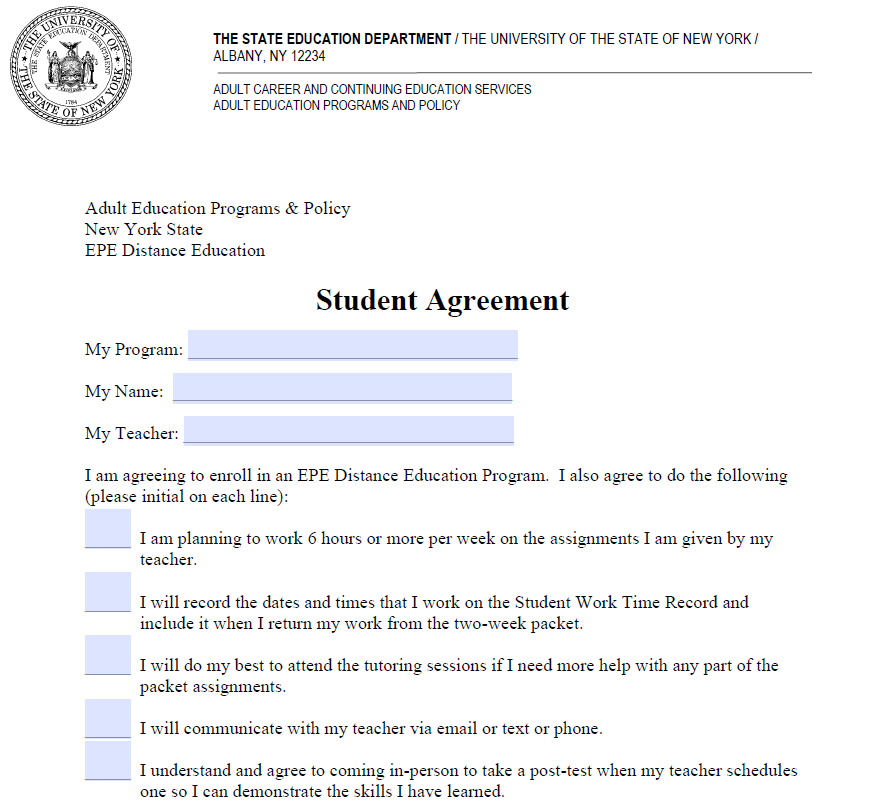 THE UNIVERSITY OF
THE STATE OF NEW YORK
THE STATE EDUCATION DEPARTMENT
EXCELSIOR
1784
THE STATE EDUCATION DEPARTMENT / THE UNIVERSITY OF THE STATE OF NEW YORK /
ALBANY, NY 12234
ADULT CAREER AND CONTINUING EDUCATION SERVICES
ADULT EDUCATION PROGRAMS AND POLICY
Adult Education Programs & Policy
New York State
EPE Distance Education
Student Agreement
My Program:
My Name:
My Teacher:
I am agreeing to enroll in an EPE Distance Education Program.  I also agree to do the following
(please initial on each line):
I am planning to work 6 hours or more per week on the assignments I am given by my
teacher.
I will record the dates and times that I work on the Student Work Time Record and
include it when I return my work from the two-week packet.
I will do my best to attend the tutoring sessions if I need more help with any part of the
packet assignments.
I will communicate with my teacher via email or text or phone.
I understand and agree to coming in-person to take a post-test when my teacher schedules
one so I can demonstrate the skills I have learned.